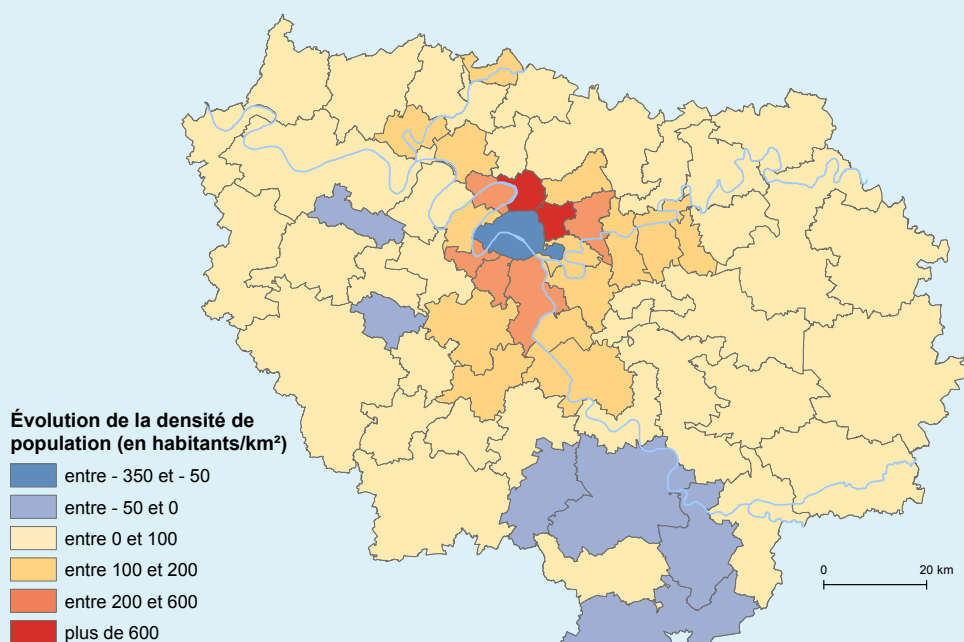 Évolution de la densité de
population (en habitants/km²)
entre - 350 et - 50
entre - 50 et 0
entre 0 et 100
entre 100 et 200
entre 200 et 600
plus de 600
0 20 km